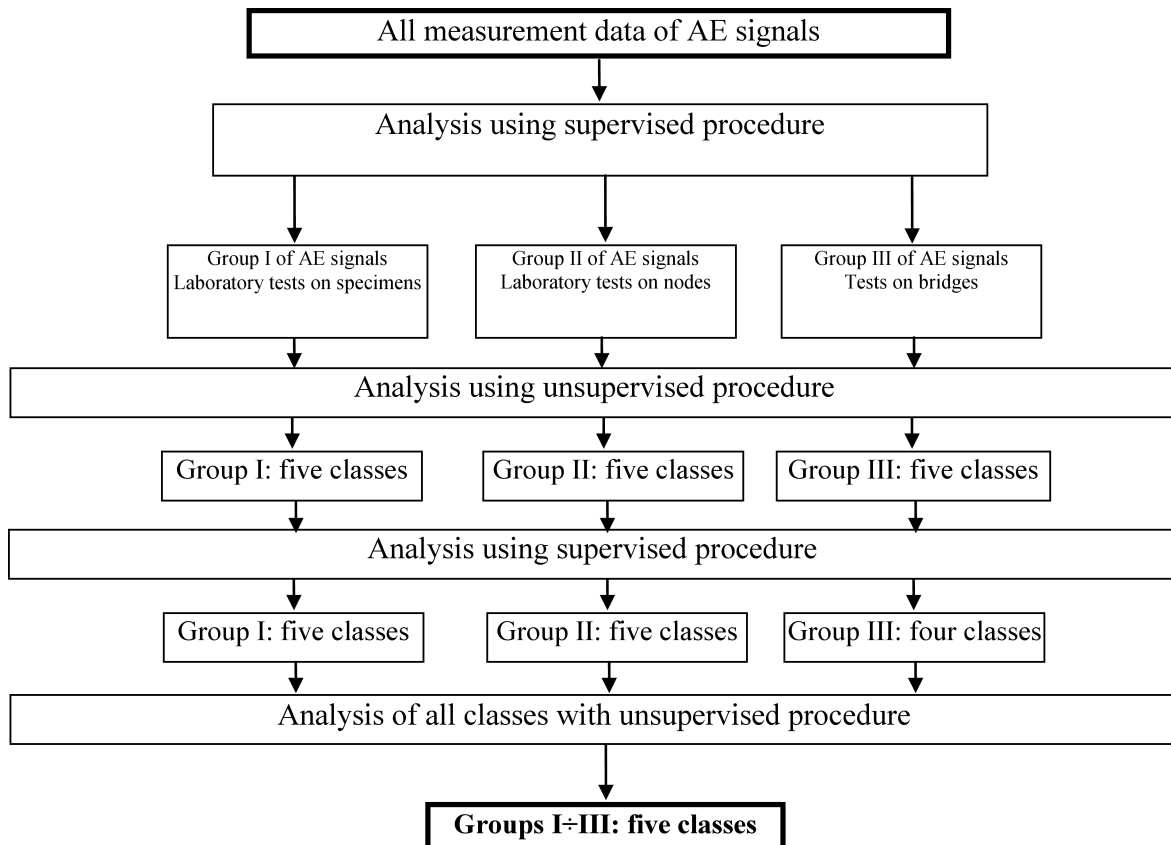 All measurement data of AE signals
Analysis using supervised procedure
Group I of AE signals
Laboratory tests on specimens
Group II of AE signals
Laboratory tests on nodes
Group III of AE signals
Tests on bridges
Analysis using unsupervised procedure
Group I: five classes
Group II: five classes
Group III: five classes
Analysis using supervised procedure
Group I: five classes
Group II: five classes
Group III: four classes
Analysis of all classes with unsupervised procedure
Groups I÷III: five classes